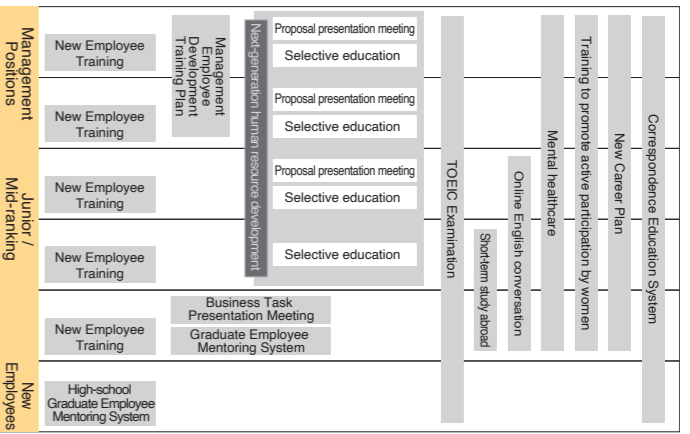 Management
Positions
Junior /
Mid-ranking
New
Employees
New Employee
Training
New Employee
Training
New Employee
Training
New Employee
Training
New Employee
Training
High-school
Graduate Employee
Mentoring System
Management
Employee
Development
Training Plan
Business Task
Presentation Meeting
Graduate Employee
Mentoring System
Next-generation human resource development
Proposal presentation meeting
Selective education
Proposal presentation meeting
Selective education
Proposal presentation meeting
Selective education
Selective education
TOEIC Examination
Short-term study abroad
Online English conversation
Mental healthcare
Training to promote active participation by women
New Career Plan
Correspondence Education System